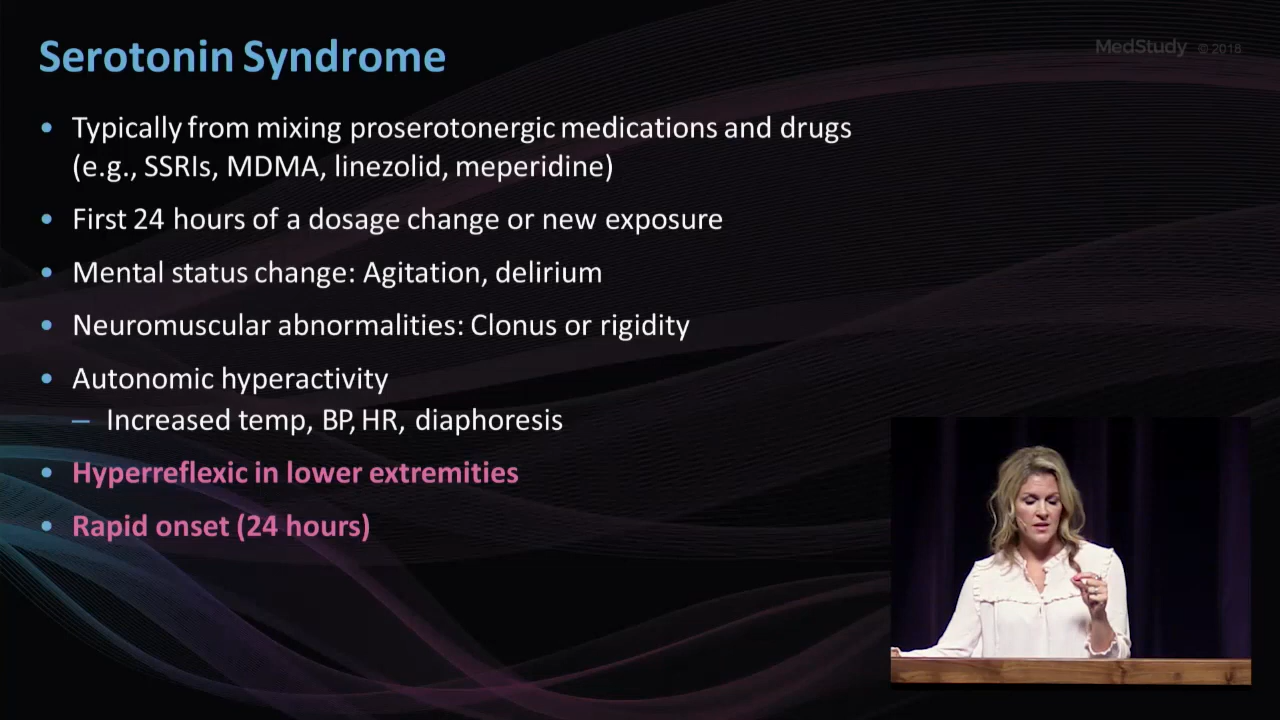 Serotonin Syndrome
MedStudy © 2018
• Typically from mixing proserotonergic medications and drugs
(e.g., SSRIs, MDMA, linezolid, meperidine)
• First 24 hours of a dosage change or new exposure
• Mental status change: Agitation, delirium
• Neuromuscular abnormalities: Clonus or rigidity
• Autonomic hyperactivity
– Increased temp, BP, HR, diaphoresis
• Hyperreflexic in lower extremities
• Rapid onset (24 hours)